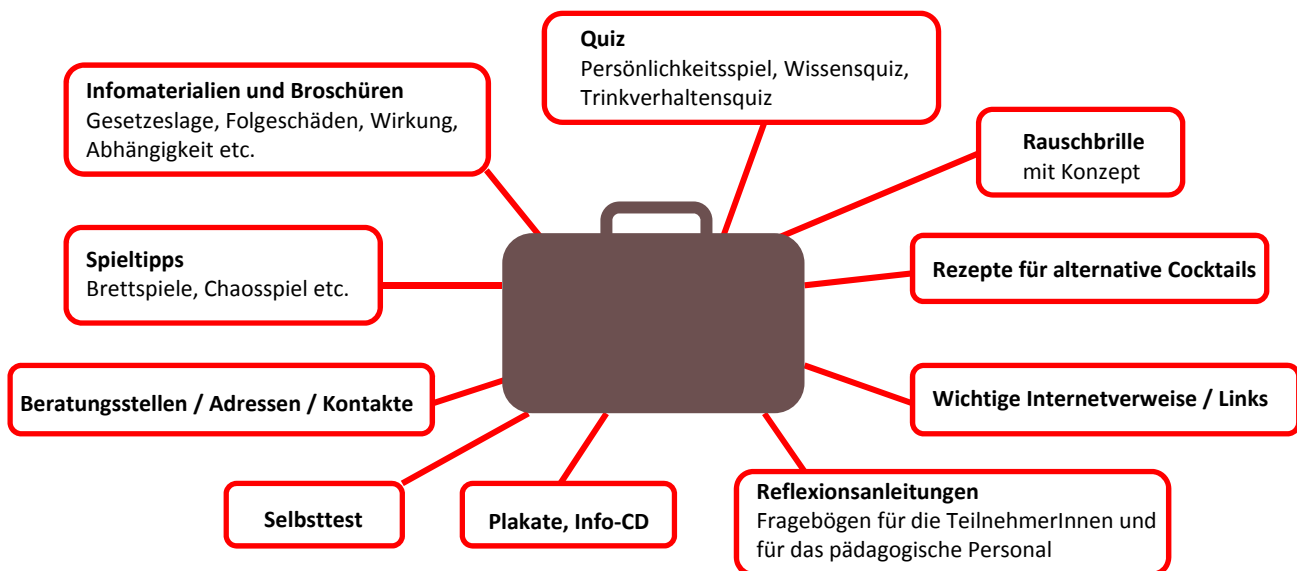 Quiz
Persönlichkeitsspiel, Wissensquiz,
Trinkverhaltensquiz
Infomaterialien und Broschüren
Gesetzeslage, Folgeschäden, Wirkung,
Abhängigkeit etc.
Rauschbrille
mit Konzept
Spieltipps
Brettspiele, Chaosspiel etc.
Rezepte für alternative Cocktails
Beratungsstellen / Adressen / Kontakte
Wichtige Internetverweise / Links
Selbsttest
Plakate, Info-CD
Reflexionsanleitungen
Fragebögen für die TeilnehmerInnen und
für das pädagogische Personal